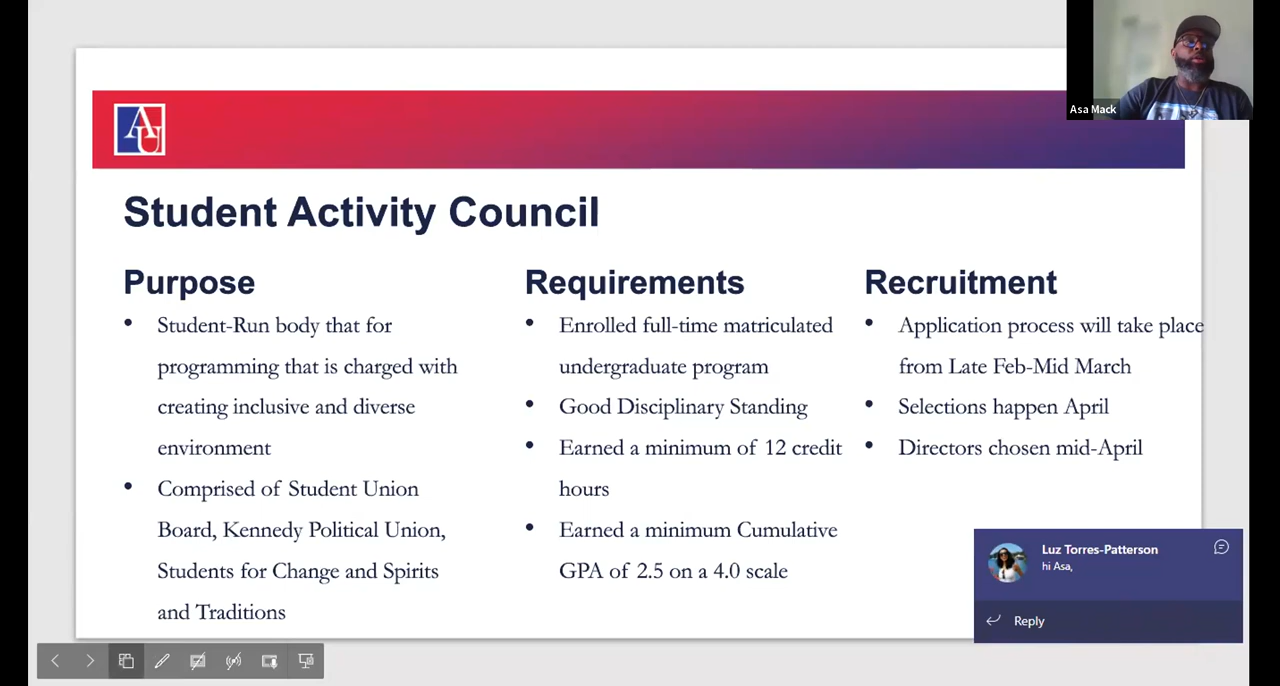 Asa Mack
AU
Student Activity Council
Purpose
• Student-Run body that for
programming that is charged with
creating inclusive and diverse
environment
• Comprised of Student Union
Board, Kennedy Political Union,
Students for Change and Spirits
and Traditions
Requirements
• Enrolled full-time matriculated
undergraduate program
• Good Disciplinary Standing
• Earned a minimum of 12 credit
hours
• Earned a minimum Cumulative
GPA of 2.5 on a 4.0 scale
Recruitment
• Application process will take place
from Late Feb-Mid March
• Selections happen April
• Directors chosen mid-April
Luz Torres-Patterson
hi Asa,
Reply